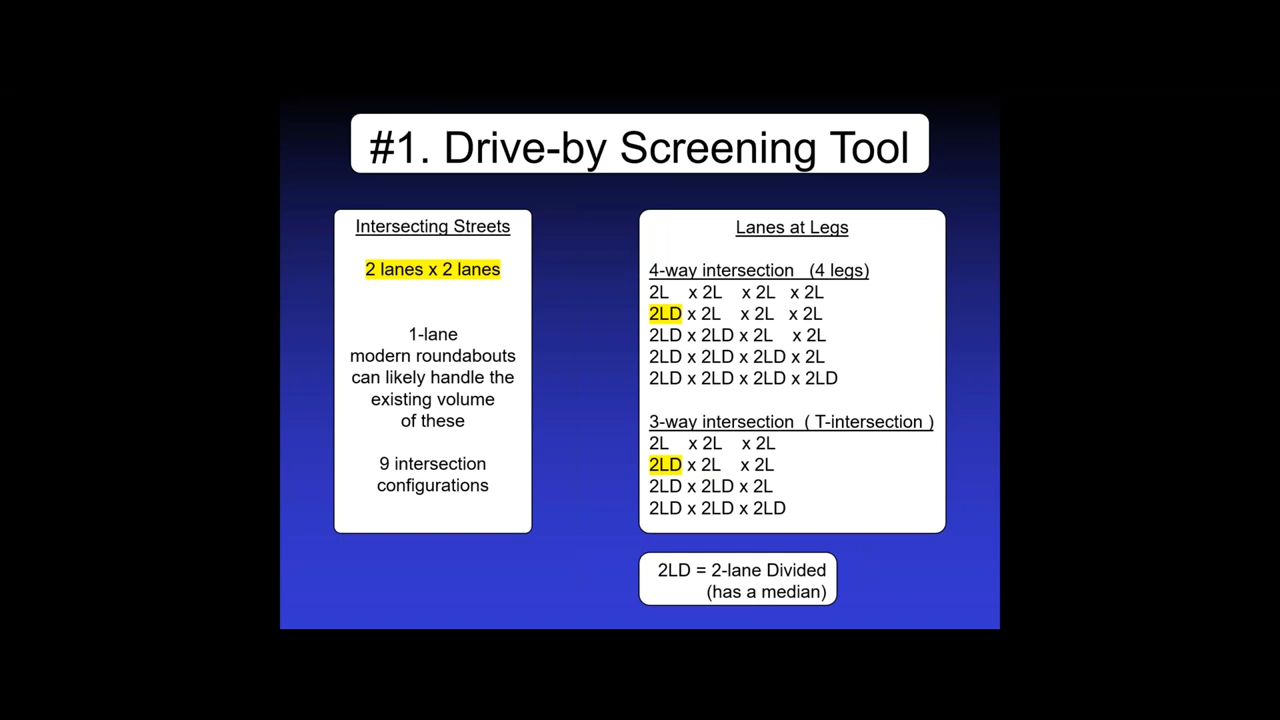 #1. Drive-by Screening Tool
Intersecting Streets
2 lanes x 2 lanes
1-lane
modern roundabouts
can likely handle the
existing volume
of these
9 intersection
configurations
Lanes at Legs
4-way intersection (4 legs)
2L x 2L x 2L x 2L
2LD x 2L x 2L x 2L
2LD x 2LD x 2L x 2L
2LD x 2LD x 2LD x 2L
2LD x 2LD x 2LD x 2LD
3-way intersection ( T-intersection )
2L x 2L x 2L
2LD x 2L x 2L
2LD x 2LD x 2L
2LD x 2LD x 2LD
2LD = 2-lane Divided
(has a median)